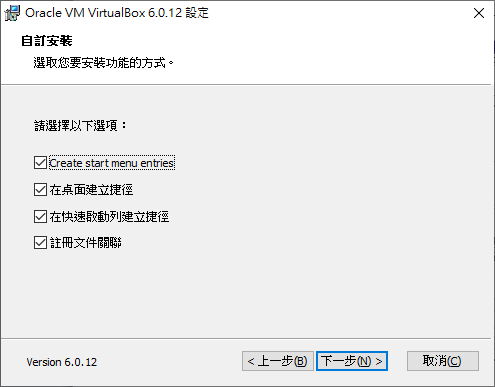 Oracle VM VirtualBox 6.0.12 設定
自訂安裝
選取您要安裝功能的方式。
請選擇以下選項：
Create start menu entries
在桌面建立捷徑
在快速啟動列建立捷徑
註冊文件關聯
Version 6.0.12
< 上一步(B)
下一步(N) >
取消(C)